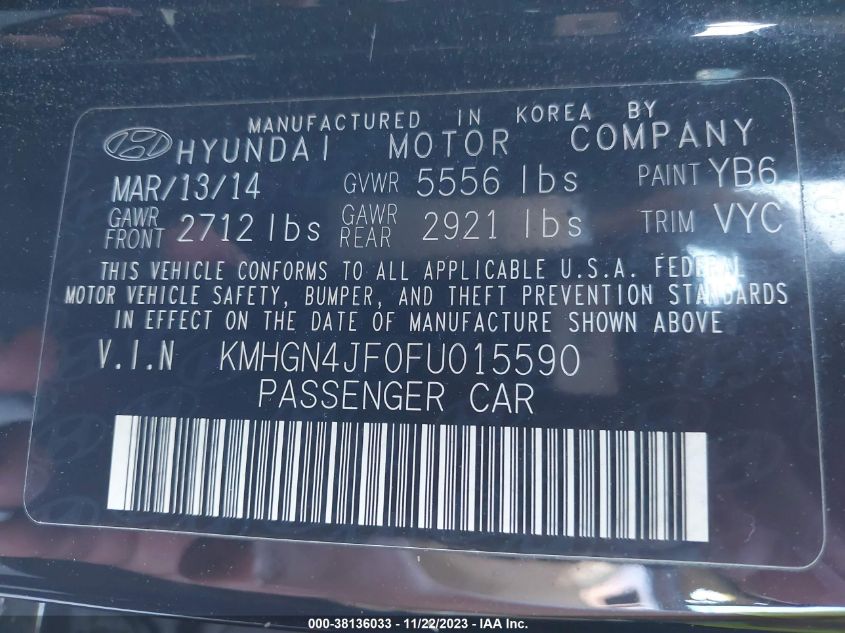 MANUFACTURED IN KOREA BY
HYUNDAI MOTOR COMPANY
MAR/13/14 GVWR 5556 lbs PAINT YB6
GAWR FRONT 2712 lbs GAWR REAR 2921 lbs TRIM VYC
THIS VEHICLE CONFORMS TO ALL APPLICABLE U.S.A. FEDERAL
MOTOR VEHICLE SAFETY, BUMPER, AND THEFT PREVENTION STANDARDS
IN EFFECT ON THE DATE OF MANUFACTURE SHOWN ABOVE
V.I.N KMHGN4JF0FU015590
PASSENGER CAR
000-38136033 - 11/22/2023 - IAA Inc.